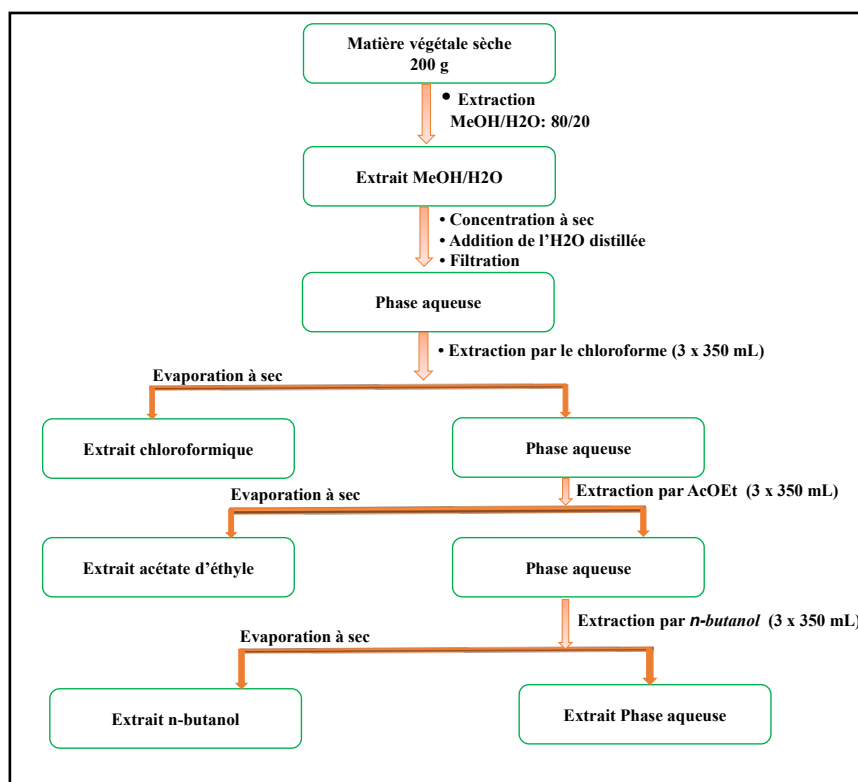 Matière végétale sèche
200 g
• Extraction
MeOH/H2O: 80/20
Extrait MeOH/H2O
• Concentration à sec
• Addition de l’H2O distillée
• Filtration
Phase aqueuse
• Extraction par le chloroforme (3 x 350 mL)
Evaporation à sec
Extrait chloroformique
Phase aqueuse
Extraction par AcOEt (3 x 350 mL)
Evaporation à sec
Extrait acétate d’éthyle
Phase aqueuse
Extraction par n-butanol (3 x 350 mL)
Evaporation à sec
Extrait n-butanol
Extrait Phase aqueuse